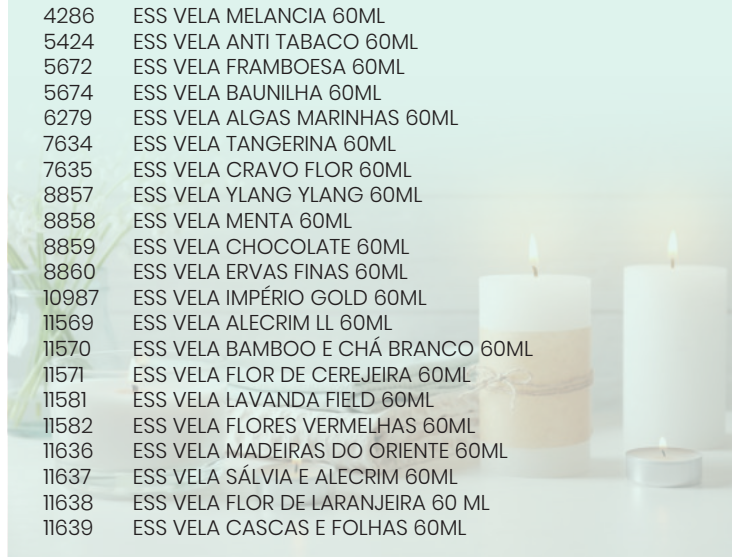 4286 ESS VELA MELANCIA 60ML
5424 ESS VELA ANTI TABACO 60ML
5672 ESS VELA FRAMBOESA 60ML
5674 ESS VELA BAUNILHA 60ML
6279 ESS VELA ALGAS MARINHAS 60ML
7634 ESS VELA TANGERINA 60ML
7635 ESS VELA CRAVO FLOR 60ML
8857 ESS VELA YLANG YLANG 60ML
8858 ESS VELA MENTA 60ML
8859 ESS VELA CHOCOLATE 60ML
8860 ESS VELA ERVAS FINAS 60ML
10987 ESS VELA IMPÉRIO GOLD 60ML
11569 ESS VELA ALECRIM LL 60ML
11570 ESS VELA BAMBOO E CHÁ BRANCO 60ML
11571 ESS VELA FLOR DE CEREJEIRA 60ML
11581 ESS VELA LAVANDA FIELD 60ML
11582 ESS VELA FLORES VERMELHAS 60ML
11636 ESS VELA MADEIRAS DO ORIENTE 60ML
11637 ESS VELA SÁLVIA E ALECRIM 60ML
11638 ESS VELA FLOR DE LARANJEIRA 60 ML
11639 ESS VELA CASCAS E FOLHAS 60ML